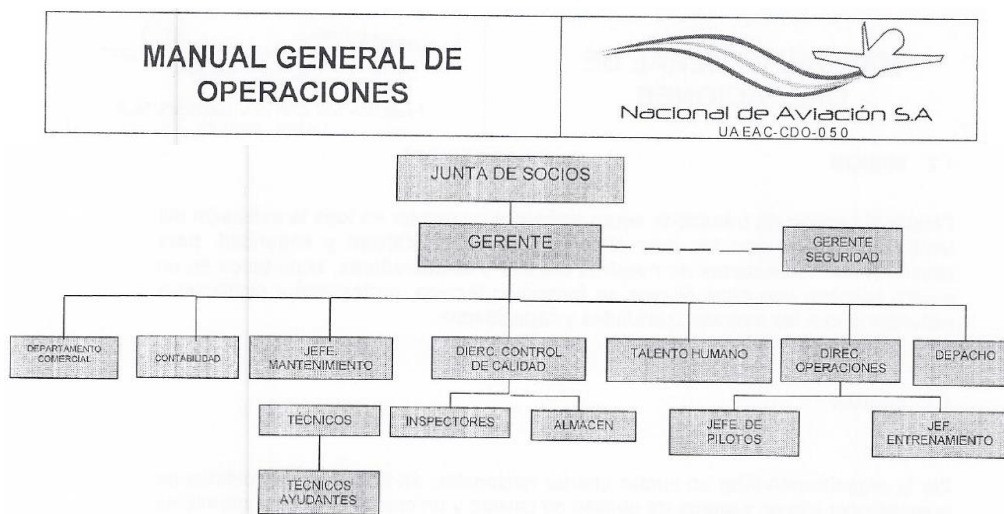 MANUAL GENERAL DE
OPERACIONES
Nacional de Aviación S.A
UAEAC-CDO-050
JUNTA DE SOCIOS
GERENTE
GERENTE
SEGURIDAD
DEPARTAMENTO
COMERCIAL
CONTABILIDAD
JEFE.
MANTENIMIENTO
DIERC. CONTROL
DE CALIDAD
TALENTO HUMANO
DIREC.
OPERACIONES
DEPACHO
TÉCNICOS
INSPECTORES
ALMACEN
JEFE. DE
PILOTOS
JEF.
ENTRENAMIENTO
TÉCNICOS
AYUDANTES